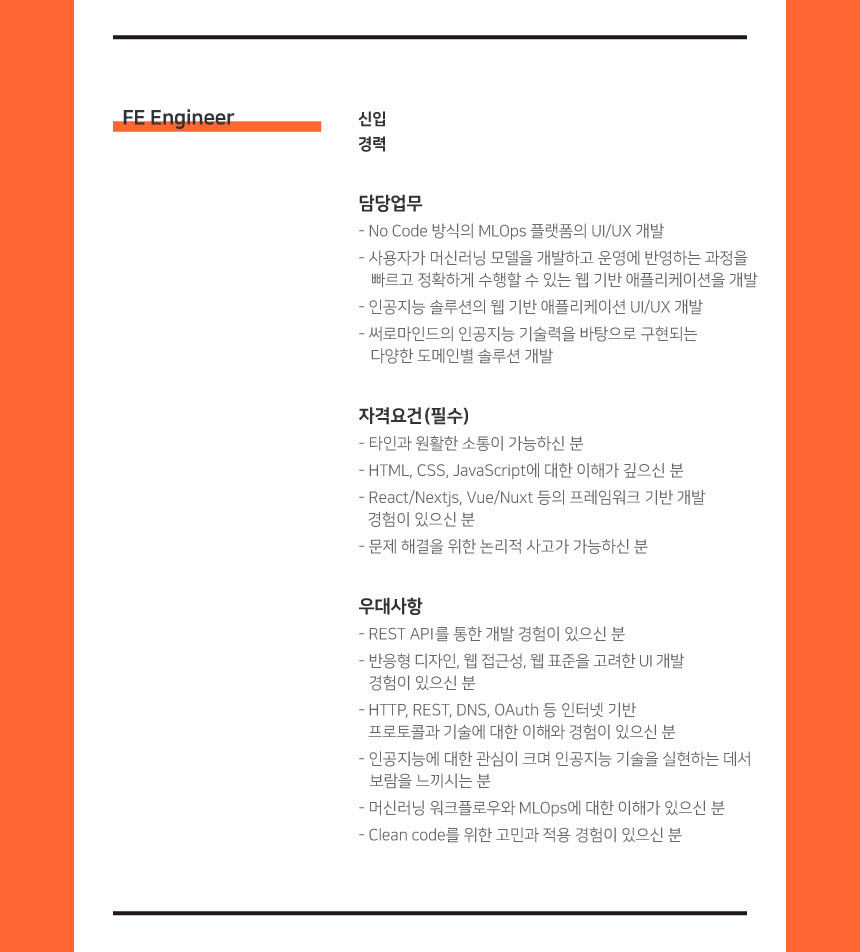 FE Engineer
신입
경력
담당업무
- No Code 방식의 MLOps 플랫폼의 UI/UX 개발
- 사용자가 머신러닝 모델을 개발하고 운영에 반영하는 과정을
빠르고 정확하게 수행할 수 있는 웹 기반 애플리케이션을 개발
- 인공지능 솔루션의 웹 기반 애플리케이션 UI/UX 개발
- 써로마인드의 인공지능 기술력을 바탕으로 구현되는
다양한 도메인별 솔루션 개발
자격요건(필수)
- 타인과 원활한 소통이 가능하신 분
- HTML, CSS, JavaScript에 대한 이해가 깊으신 분
- React/Nextjs, Vue/Nuxt 등의 프레임워크 기반 개발
경험이 있으신 분
- 문제 해결을 위한 논리적 사고가 가능하신 분
우대사항
- REST API를 통한 개발 경험이 있으신 분
- 반응형 디자인, 웹 접근성, 웹 표준을 고려한 UI 개발
경험이 있으신 분
- HTTP, REST, DNS, OAuth 등 인터넷 기반
프로토콜과 기술에 대한 이해와 경험이 있으신 분
- 인공지능에 대한 관심이 크며 인공지능 기술을 실현하는 데서
보람을 느끼시는 분
- 머신러닝 워크플로우와 MLOps에 대한 이해가 있으신 분
- Clean code를 위한 고민과 적용 경험이 있으신 분